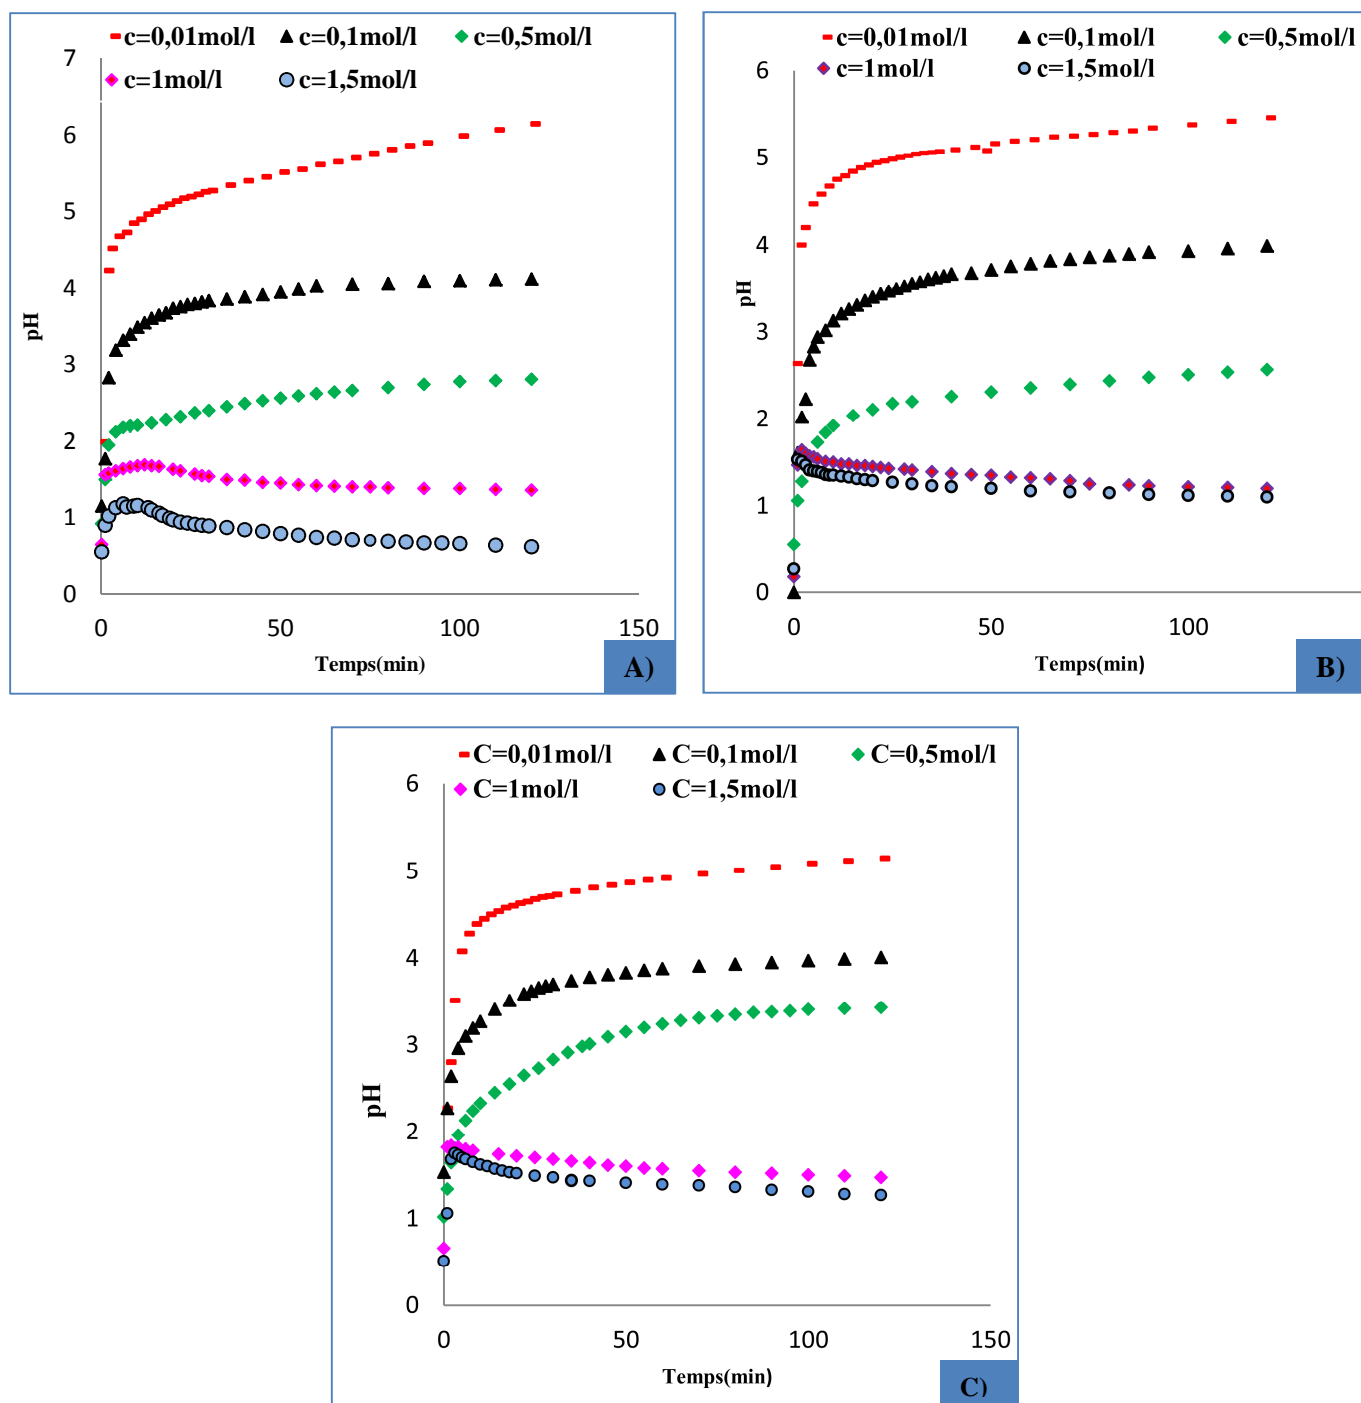 c=0,01mol/l c=0,1mol/l c=0,5mol/l
c=1mol/l c=1,5mol/l
7
6
5
4
3
2
1
0
pH
0 50 100 150
Temps(min)
A)
c=0,01mol/l c=0,1mol/l c=0,5mol/l
c=1mol/l c=1,5mol/l
6
5
4
3
2
1
0
pH
0 50 100
Temps(min)
B)
C=0,01mol/l C=0,1mol/l C=0,5mol/l
C=1mol/l C=1,5mol/l
6
5
4
3
2
1
0
pH
0 50 100 150
Temps(min)
C)